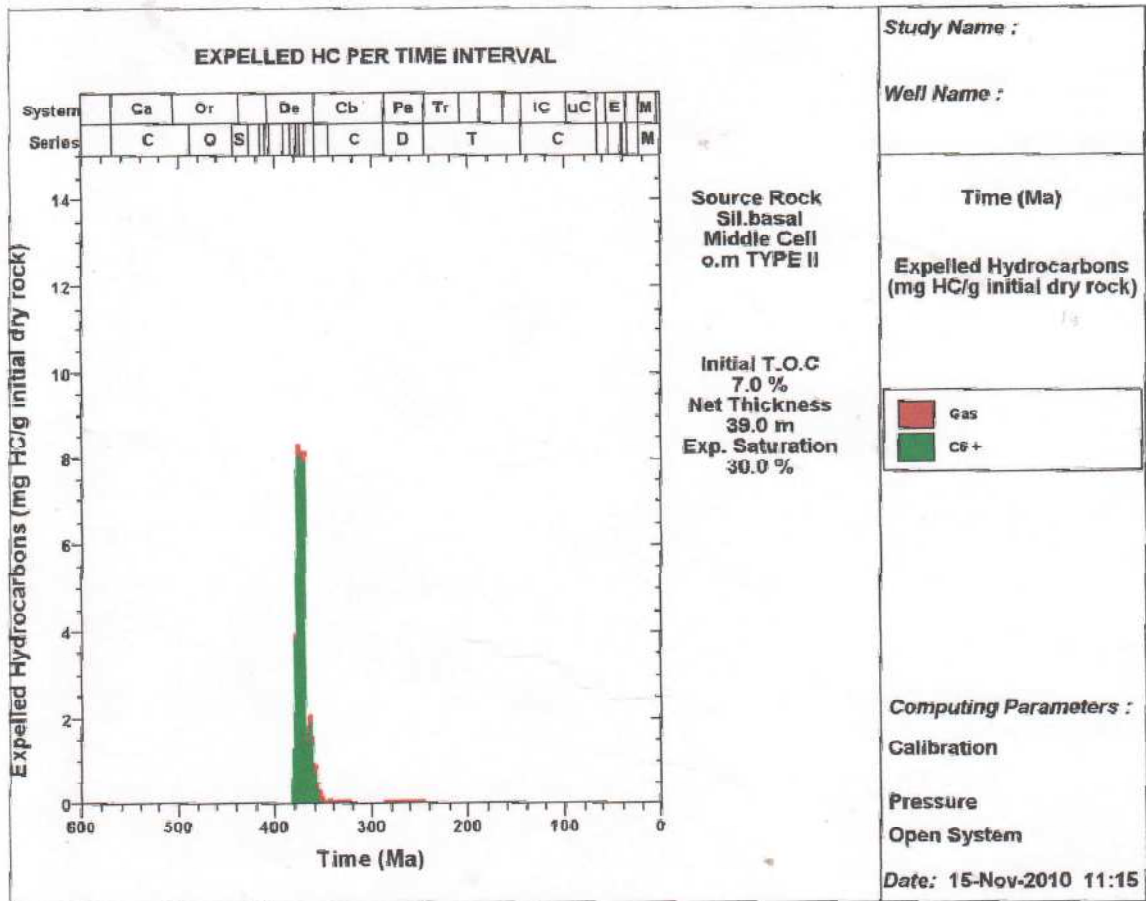 EXPELLED HC PER TIME INTERVAL
System Ca Or De Cb Pe Tr lC uC E M
Series C O S C D T C M
Expelled Hydrocarbons (mg HC/g initial dry rock)
14
12
10
8
6
4
2
0
600 500 400 300 200 100 0
Time (Ma)
Source Rock
Sil.basal
Middle Cell
o.m TYPE II
Initial T.O.C
7.0 %
Net Thickness
39.0 m
Exp. Saturation
30.0 %
Study Name :
Well Name :
Time (Ma)
Expelled Hydrocarbons
(mg HC/g initial dry rock)
Gas
C6+
Computing Parameters :
Calibration
Pressure
Open System
Date: 15-Nov-2010 11:15